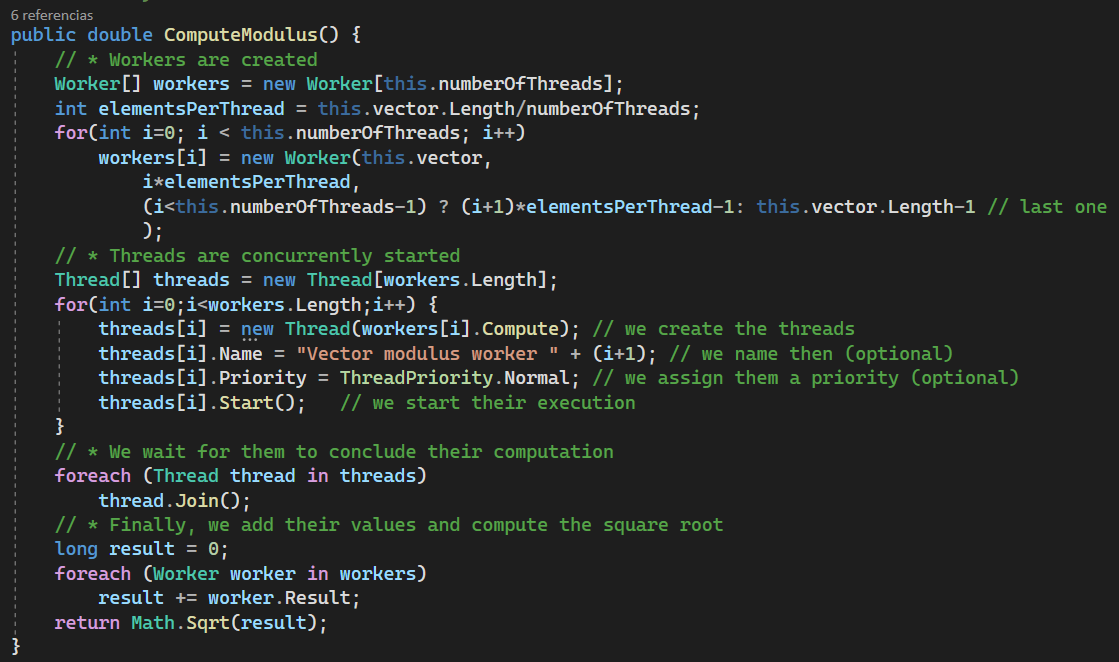 6 referencias
public double ComputeModulus() {
    // * Workers are created
    Worker[] workers = new Worker[this.numberOfThreads];
    int elementsPerThread = this.vector.Length/numberOfThreads;
    for(int i=0; i < this.numberOfThreads; i++)
        workers[i] = new Worker(this.vector,
            i*elementsPerThread,
            (i<this.numberOfThreads-1) ? (i+1)*elementsPerThread-1: this.vector.Length-1 // last one
            );
    // * Threads are concurrently started
    Thread[] threads = new Thread[workers.Length];
    for(int i=0;i<workers.Length;i++) {
        threads[i] = new Thread(workers[i].Compute); // we create the threads
        threads[i].Name = "Vector modulus worker " + (i+1); // we name then (optional)
        threads[i].Priority = ThreadPriority.Normal; // we assign them a priority (optional)
        threads[i].Start();   // we start their execution
    }
    // * We wait for them to conclude their computation
    foreach (Thread thread in threads)
        thread.Join();
    // * Finally, we add their values and compute the square root
    long result = 0;
    foreach (Worker worker in workers)
        result += worker.Result;
    return Math.Sqrt(result);
}